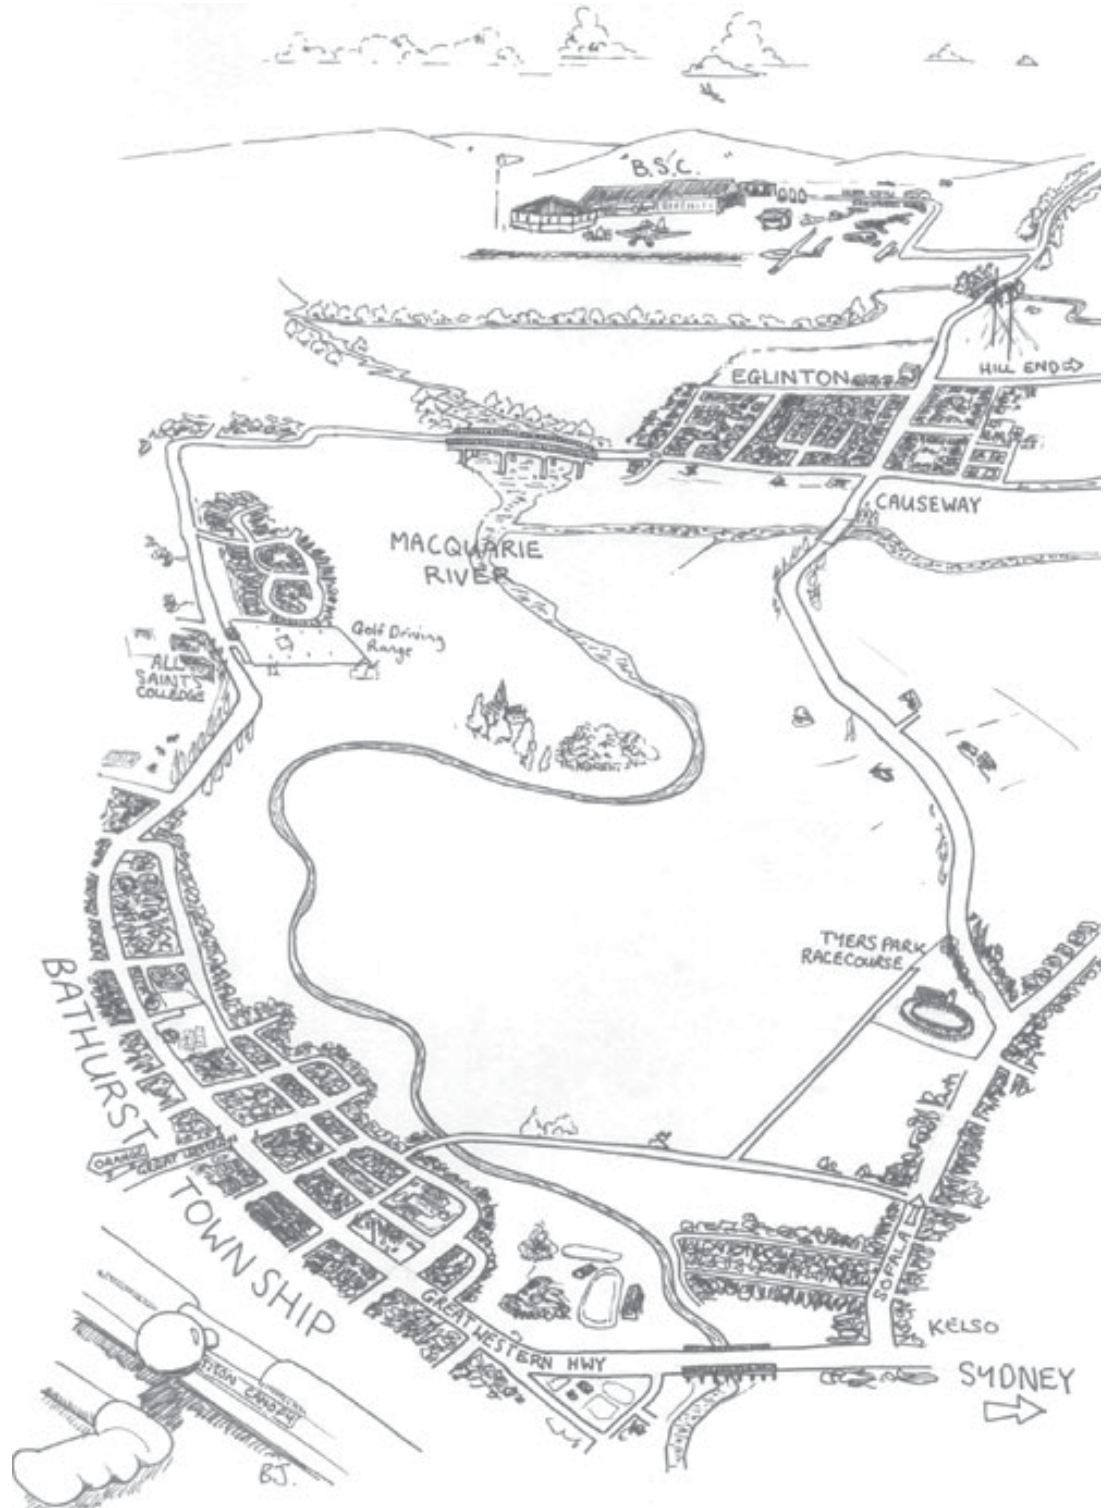 "B.S.C."
EGLINTON
HILL END
CAUSEWAY
MACQUARIE
RIVER
Golf Driving
Range
ALL
SAINTS
COLLEDGE
TYERS PARK
RACECOURSE
BATHURST
TOWN SHIP
ORANGE
GREAT WESTERN HWY
SOFALA
KELSO
SYDNEY
B.J.